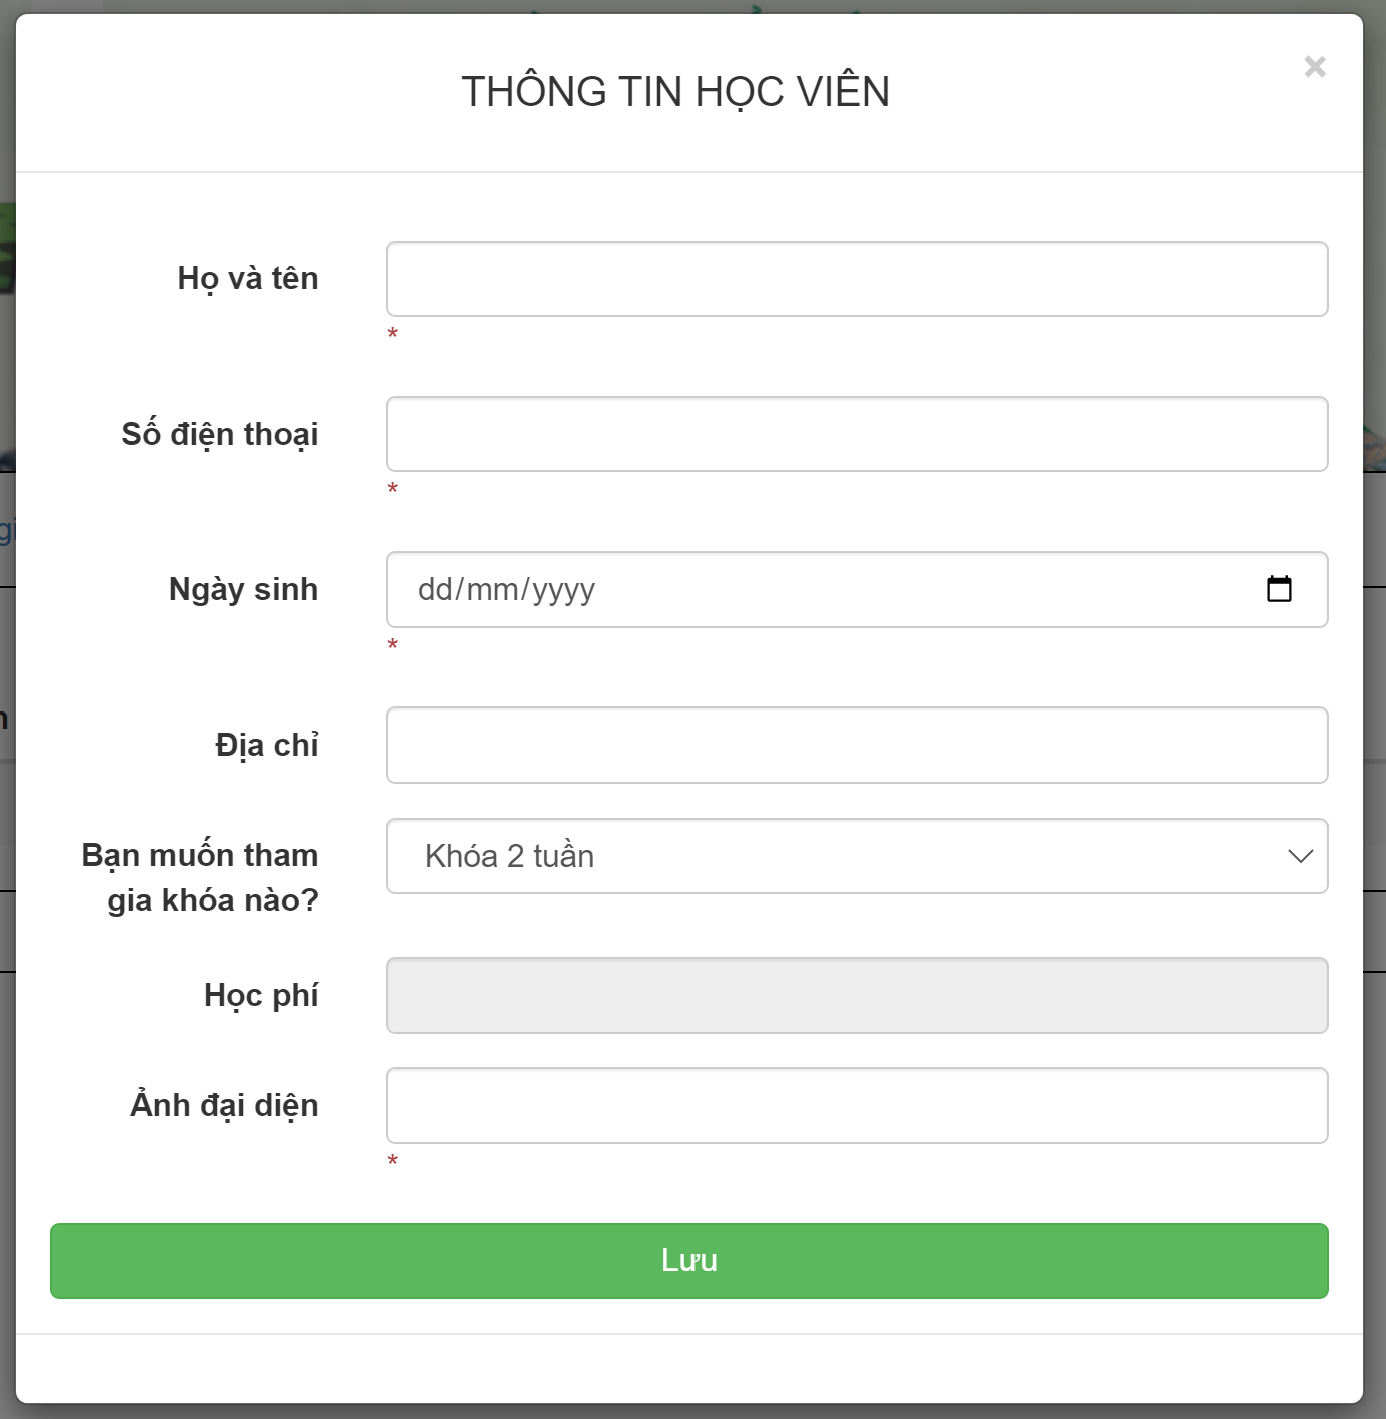 THÔNG TIN HỌC VIÊN
×
Họ và tên
*
Số điện thoại
*
Ngày sinh
dd/mm/yyyy
*
Địa chỉ
Bạn muốn tham
gia khóa nào?
Khóa 2 tuần
Học phí
Ảnh đại diện
*
Lưu